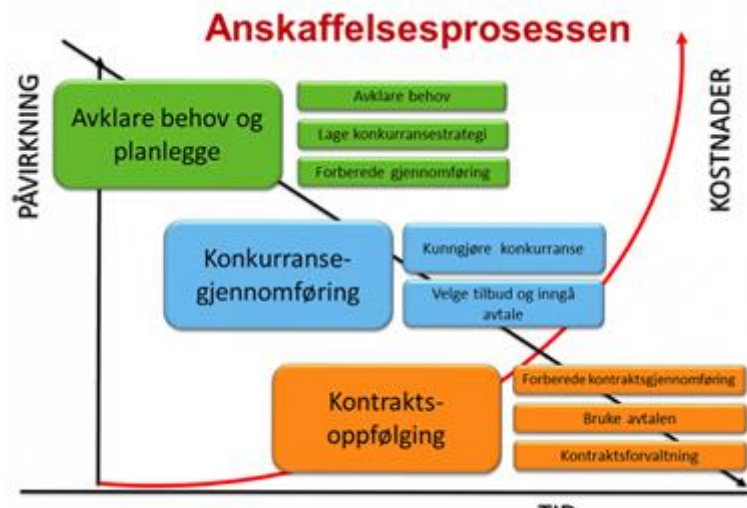 Anskaffelsesprosessen
PÅVIRKNING
KOSTNADER
Avklare behov og
planlegge
Avklare behov
Lage konkurransestrategi
Forberede gjennomføring
Konkurranse-
gjennomføring
Kunngjøre konkurranse
Velge tilbud og inngå
avtale
Kontrakts-
oppfølging
Forberede kontraktsgjennomføring
Bruke avtalen
Kontraktsforvaltning